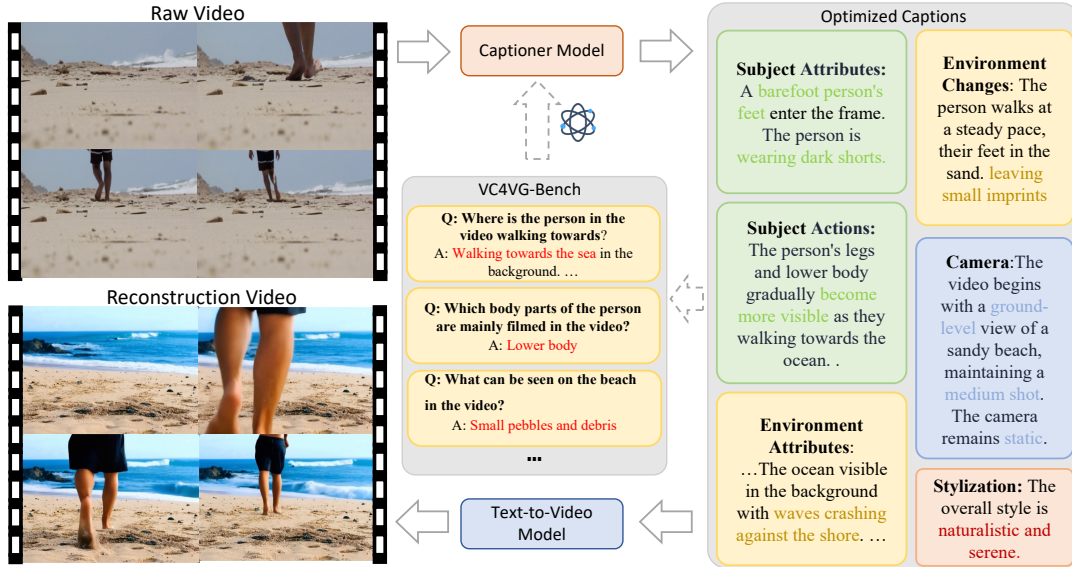 Raw Video
Reconstruction Video
Captioner Model
VC4VG-Bench
Q: Where is the person in the
video walking towards?
A: Walking towards the sea in the
background. ...
Q: Which body parts of the person
are mainly filmed in the video?
A: Lower body
Q: What can be seen on the beach
in the video?
A: Small pebbles and debris
...
Text-to-Video
Model
Optimized Captions
Subject Attributes:
A barefoot person's
feet enter the frame.
The person is
wearing dark shorts.
Subject Actions:
The person's legs
and lower body
gradually become
more visible as they
walking towards the
ocean. .
Environment
Attributes:
...The ocean visible
in the background
with waves crashing
against the shore. ...
Environment
Changes: The
person walks at
a steady pace,
their feet in the
sand. leaving
small imprints
Camera:The
video begins
with a ground-
level view of a
sandy beach,
maintaining a
medium shot.
The camera
remains static.
Stylization: The
overall style is
naturalistic and
serene.